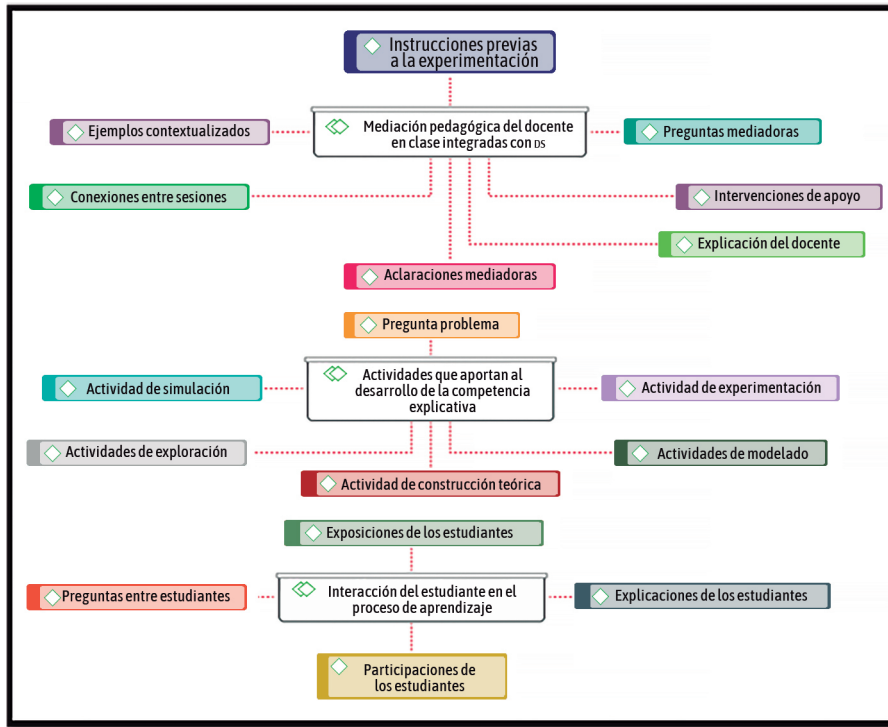 Instrucciones previas
a la experimentación
Ejemplos contextualizados
Mediación pedagógica del docente
en clase integradas con DS
Preguntas mediadoras
Conexiones entre sesiones
Intervenciones de apoyo
Explicación del docente
Aclaraciones mediadoras
Pregunta problema
Actividad de simulación
Actividades que aportan al
desarrollo de la competencia
explicativa
Actividad de experimentación
Actividades de exploración
Actividades de modelado
Actividad de construcción teórica
Exposiciones de los estudiantes
Preguntas entre estudiantes
Interacción del estudiante en el
proceso de aprendizaje
Explicaciones de los estudiantes
Participaciones de
los estudiantes